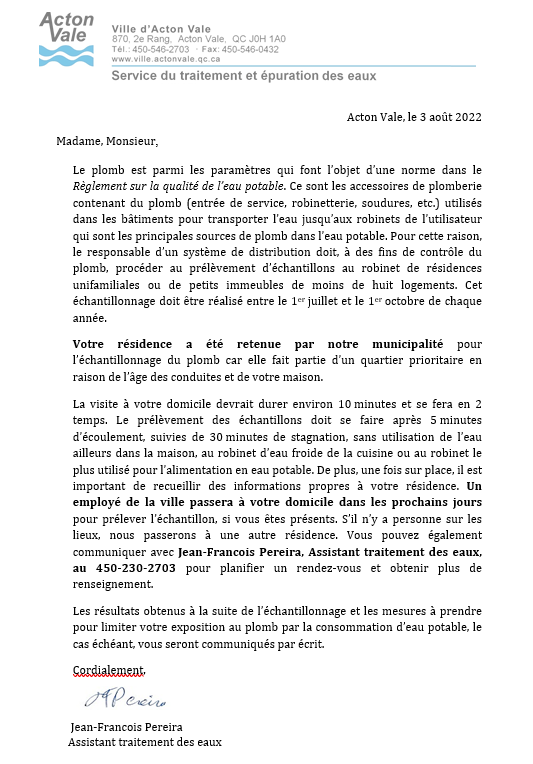 Acton
Vale
Ville d'Acton Vale
870, 2e Rang, Acton Vale, QC J0H 1A0
Tél.: 450-546-2703 · Fax: 450-546-0432
www.ville.actonvale.qc.ca
Service du traitement et épuration des eaux
Acton Vale, le 3 août 2022
Madame, Monsieur,
Le plomb est parmi les paramètres qui font l'objet d'une norme dans le
Règlement sur la qualité de l'eau potable. Ce sont les accessoires de plomberie
contenant du plomb (entrée de service, robinetterie, soudures, etc.) utilisés
dans les bâtiments pour transporter l'eau jusqu'aux robinets de l'utilisateur
qui sont les principales sources de plomb dans l'eau potable. Pour cette raison,
le responsable d'un système de distribution doit, à des fins de contrôle du
plomb, procéder au prélèvement d'échantillons au robinet de résidences
unifamiliales ou de petits immeubles de moins de huit logements. Cet
échantillonnage doit être réalisé entre le 1er juillet et le 1er octobre de chaque
année.
Votre résidence a été retenue par notre municipalité pour
l'échantillonnage du plomb car elle fait partie d'un quartier prioritaire en
raison de l'âge des conduites et de votre maison.
La visite à votre domicile devrait durer environ 10 minutes et se fera en 2
temps. Le prélèvement des échantillons doit se faire après 5 minutes
d'écoulement, suivies de 30 minutes de stagnation, sans utilisation de l'eau
ailleurs dans la maison, au robinet d'eau froide de la cuisine ou au robinet le
plus utilisé pour l'alimentation en eau potable. De plus, une fois sur place, il est
important de recueillir des informations propres à votre résidence. Un
employé de la ville passera à votre domicile dans les prochains jours
pour prélever l'échantillon, si vous êtes présents. S'il n'y a personne sur les
lieux, nous passerons à une autre résidence. Vous pouvez également
communiquer avec Jean-Francois Pereira, Assistant traitement des eaux,
au 450-230-2703 pour planifier un rendez-vous et obtenir plus de
renseignement.
Les résultats obtenus à la suite de l'échantillonnage et les mesures à prendre
pour limiter votre exposition au plomb par la consommation d'eau potable, le
cas échéant, vous seront communiqués par écrit.
Cordialement,
JFPereira
Jean-Francois Pereira
Assistant traitement des eaux